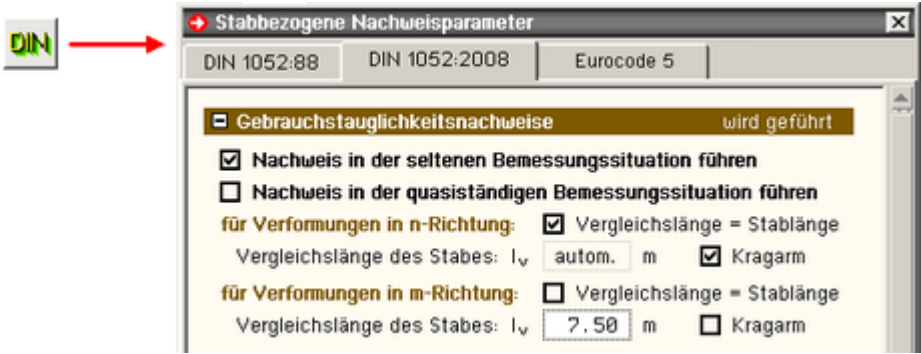 DIN
Stabbezogene Nachweisparameter
DIN 1052:88 DIN 1052:2008 Eurocode 5
Gebrauchstauglichkeitsnachweise wird geführt
Nachweis in der seltenen Bemessungssituation führen
Nachweis in der quasiständigen Bemessungssituation führen
für Verformungen in n-Richtung: Vergleichslänge = Stablänge
Vergleichslänge des Stabes: lv autom. m Kragarm
für Verformungen in m-Richtung: Vergleichslänge = Stablänge
Vergleichslänge des Stabes: lv 7.50 m Kragarm